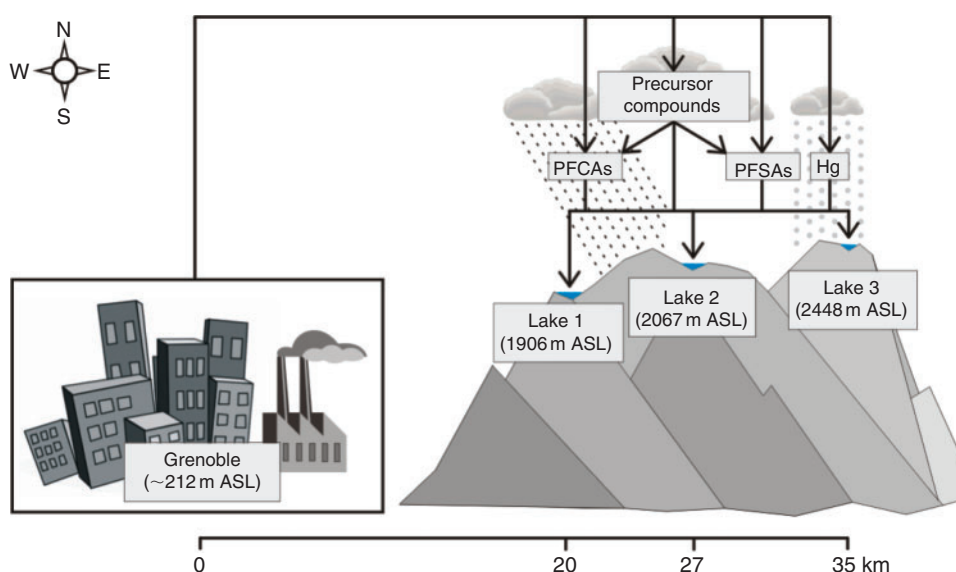 N
W E
S
Precursor
compounds
PFCAs
PFSAs
Hg
Lake 1
(1906 m ASL)
Lake 2
(2067 m ASL)
Lake 3
(2448 m ASL)
Grenoble
(~212 m ASL)
0 20 27 35 km